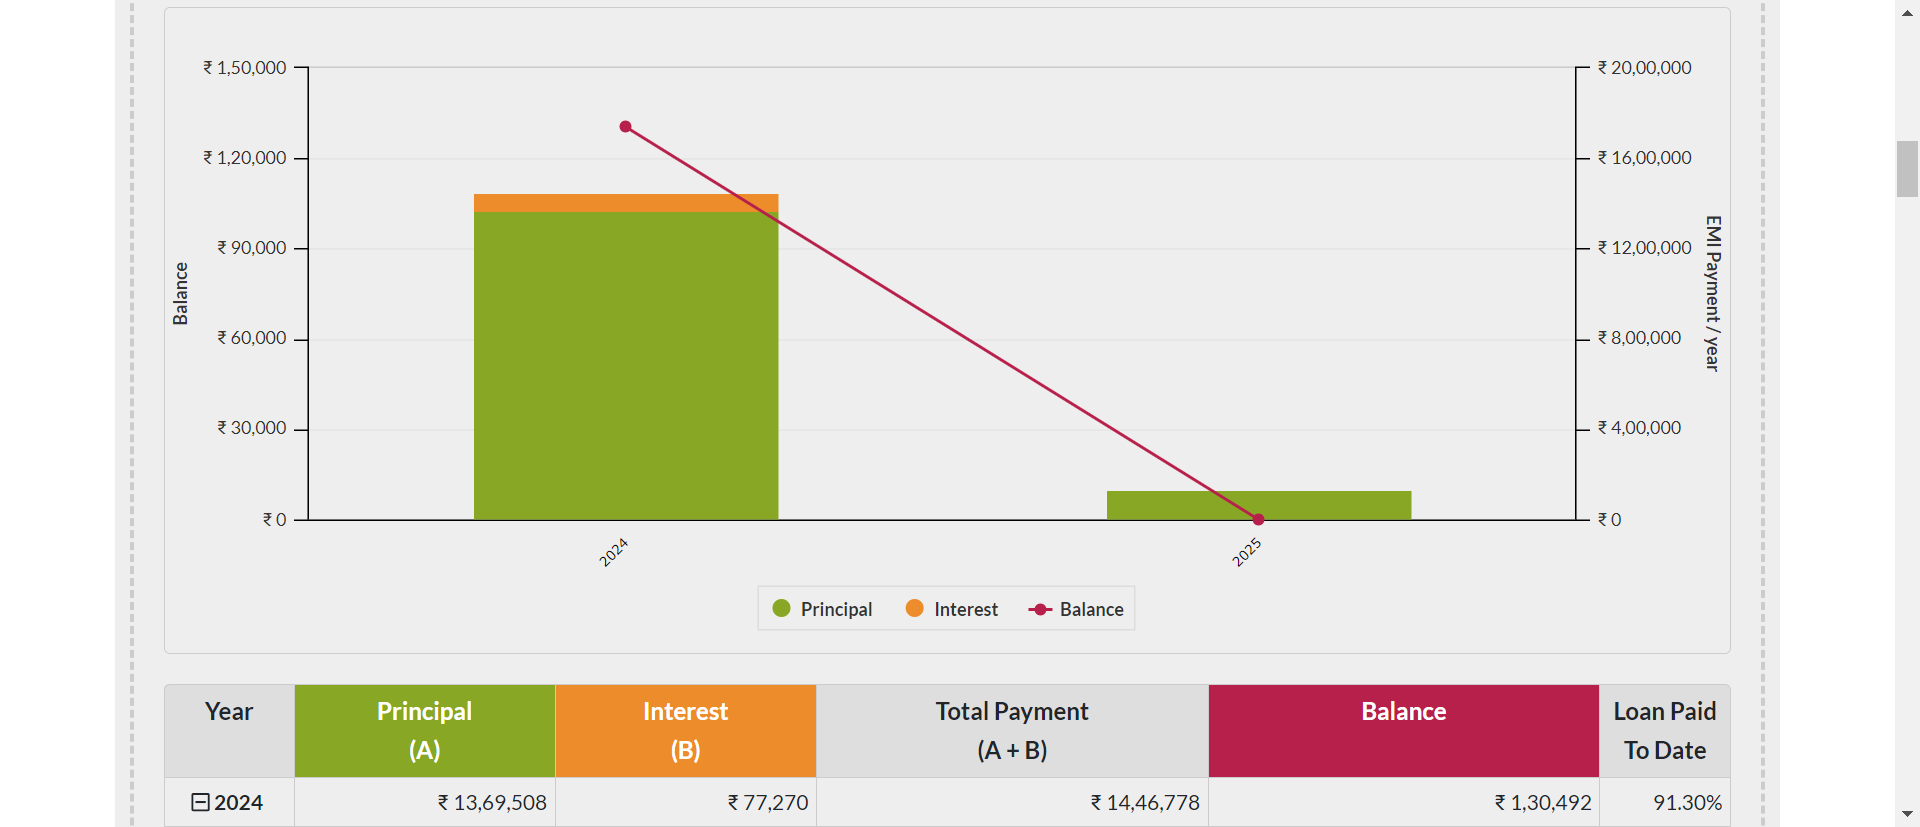 ₹ 1,50,000
₹ 1,20,000
₹ 90,000
₹ 60,000
₹ 30,000
₹ 0
Balance
₹ 20,00,000
₹ 16,00,000
₹ 12,00,000
₹ 8,00,000
₹ 4,00,000
₹ 0
EMI Payment / year
2024
2025
Principal
Interest
Balance
Year
Principal
(A)
Interest
(B)
Total Payment
(A + B)
Balance
Loan Paid
To Date
2024 ₹ 13,69,508 ₹ 77,270 ₹ 14,46,778 ₹ 1,30,492 91.30%